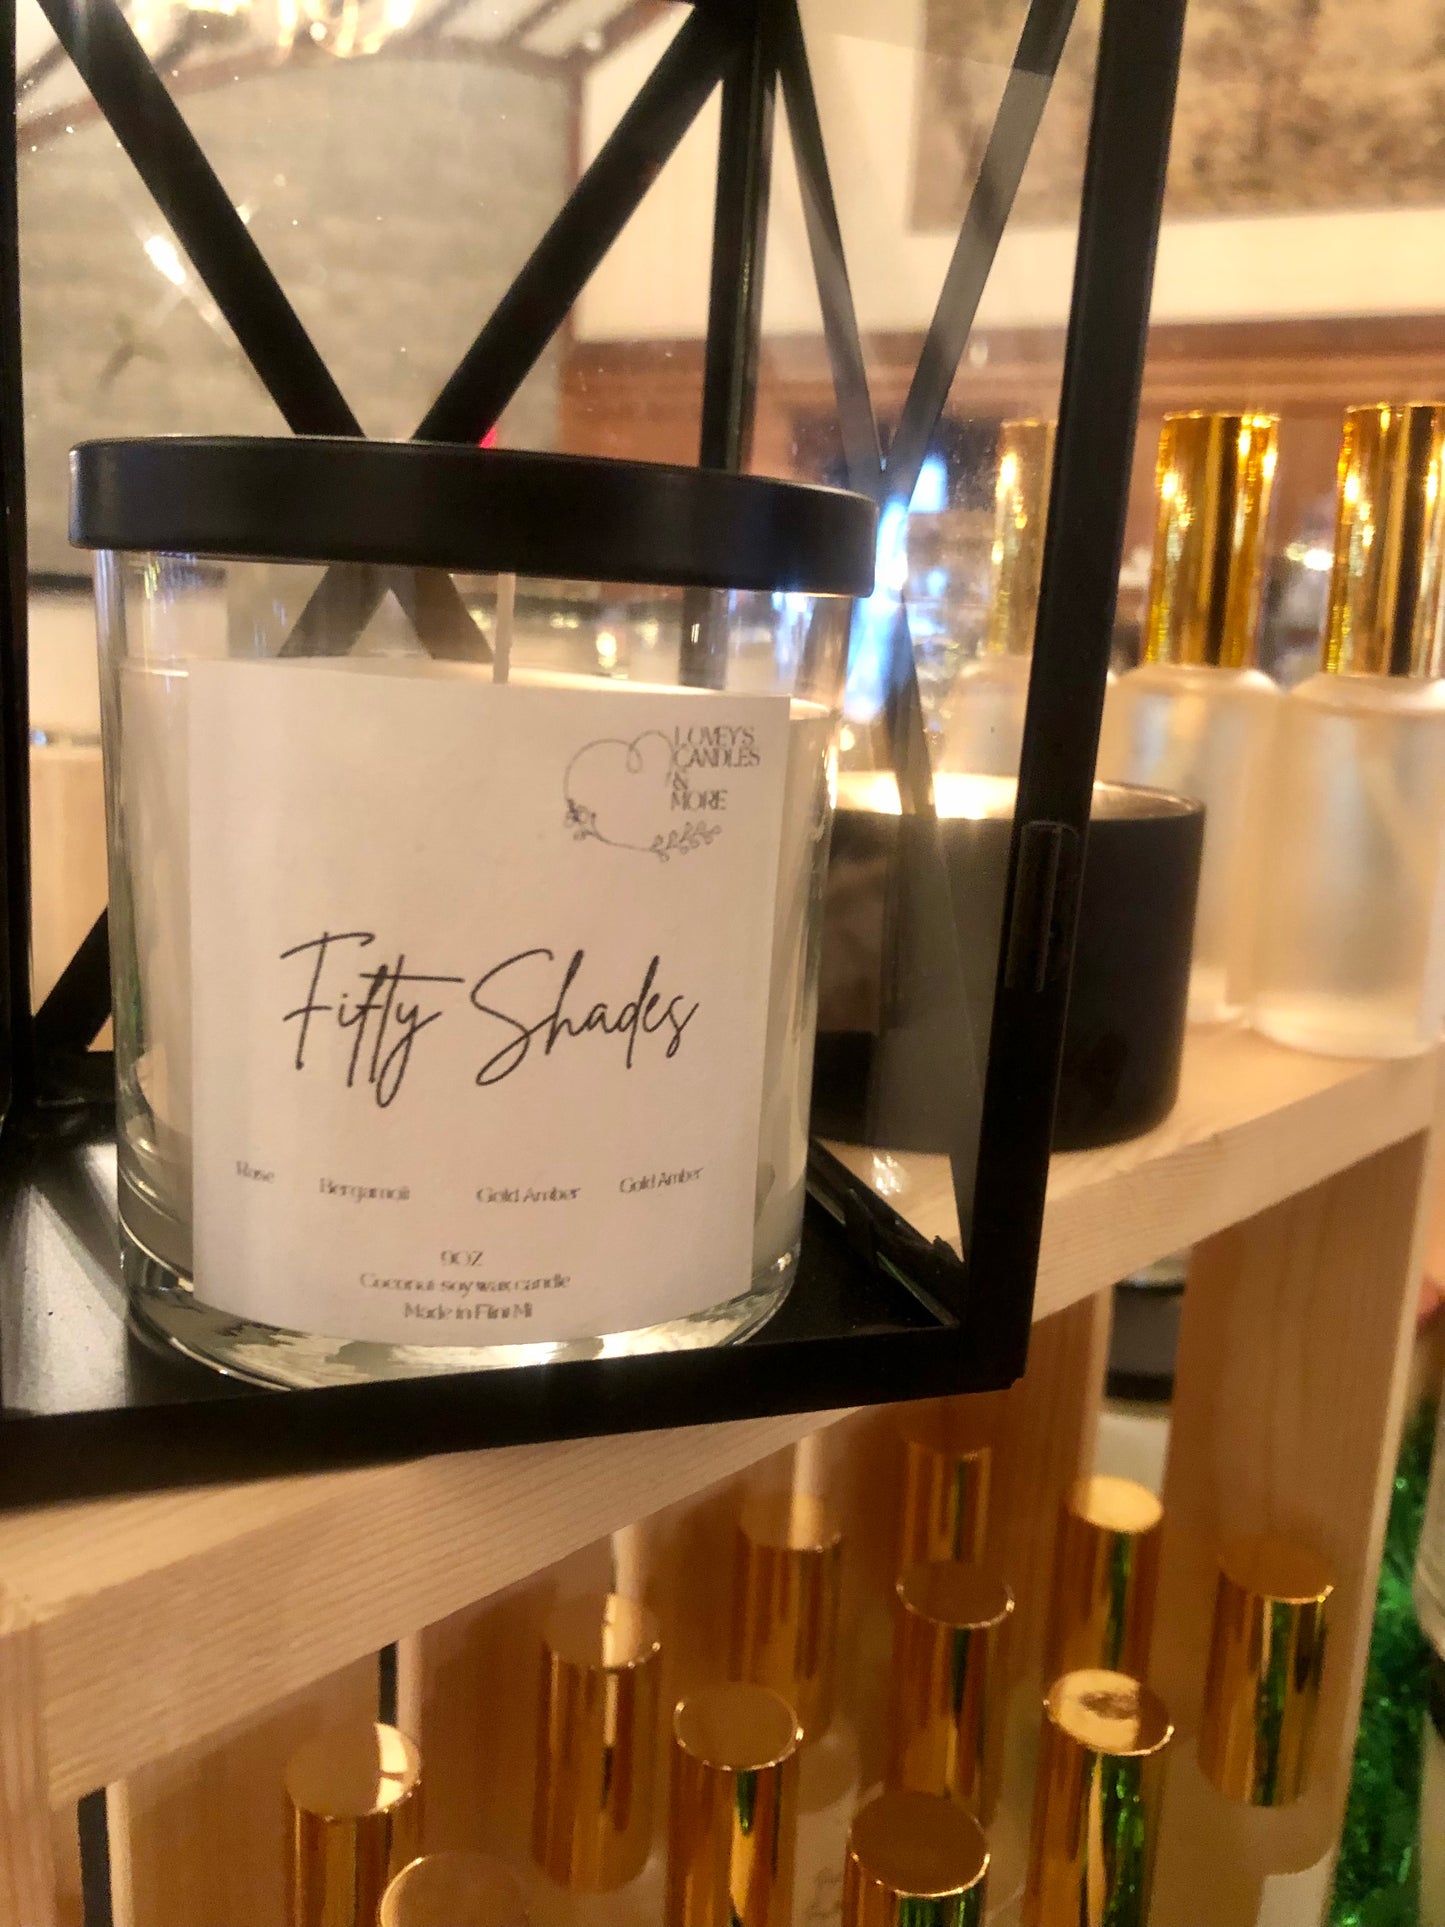 LOVEY'S
CANDLES
&
MORE
Fifty Shades
Rose Bergamot Gold Amber Gold Amber
9OZ
Coconut soy wax candle
Made in Flint Mi